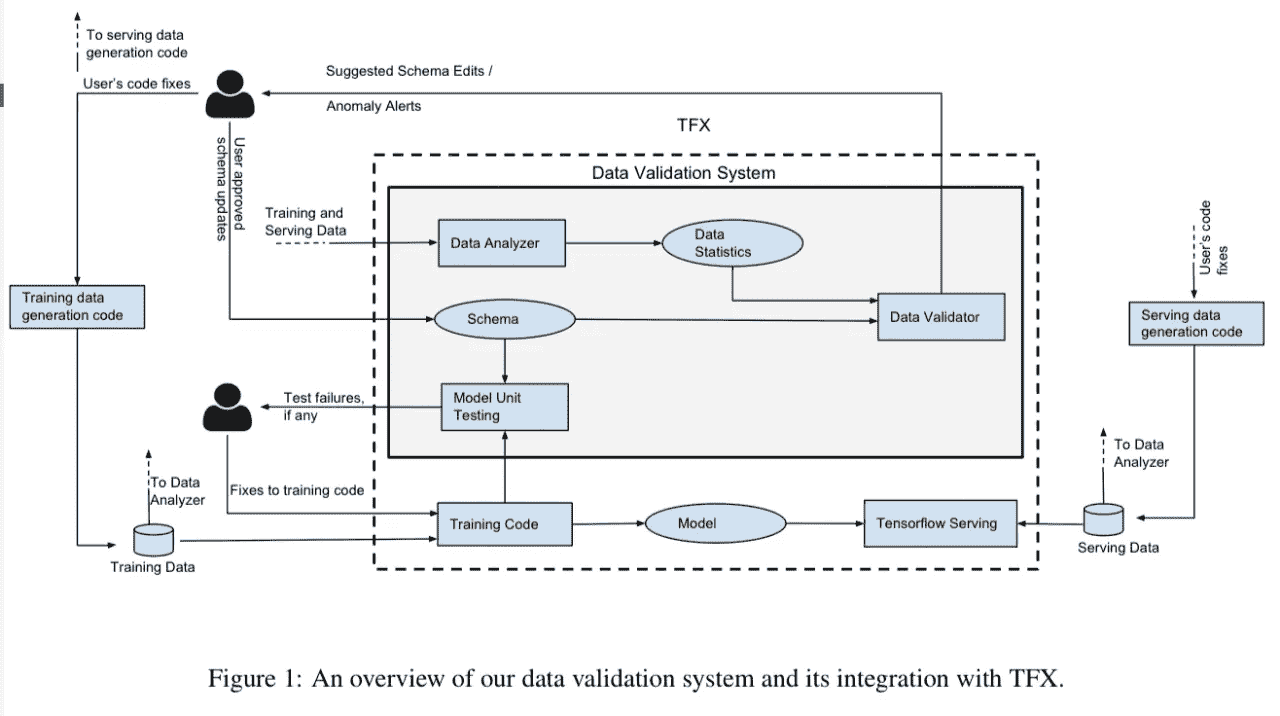 To serving data
generation code
User's code fixes
Suggested Schema Edits /
Anomaly Alerts
TFX
Data Validation System
User approved
schema updates
Training and
Serving Data
Data Analyzer
Data
Statistics
User's code
fixes
Training data
generation code
Schema
Data Validator
Serving data
generation code
Test failures,
if any
Model Unit
Testing
To Data
Analyzer
To Data
Analyzer
Fixes to training code
Training Code
Model
Tensorflow Serving
Training Data
Serving Data
Figure 1: An overview of our data validation system and its integration with TFX.